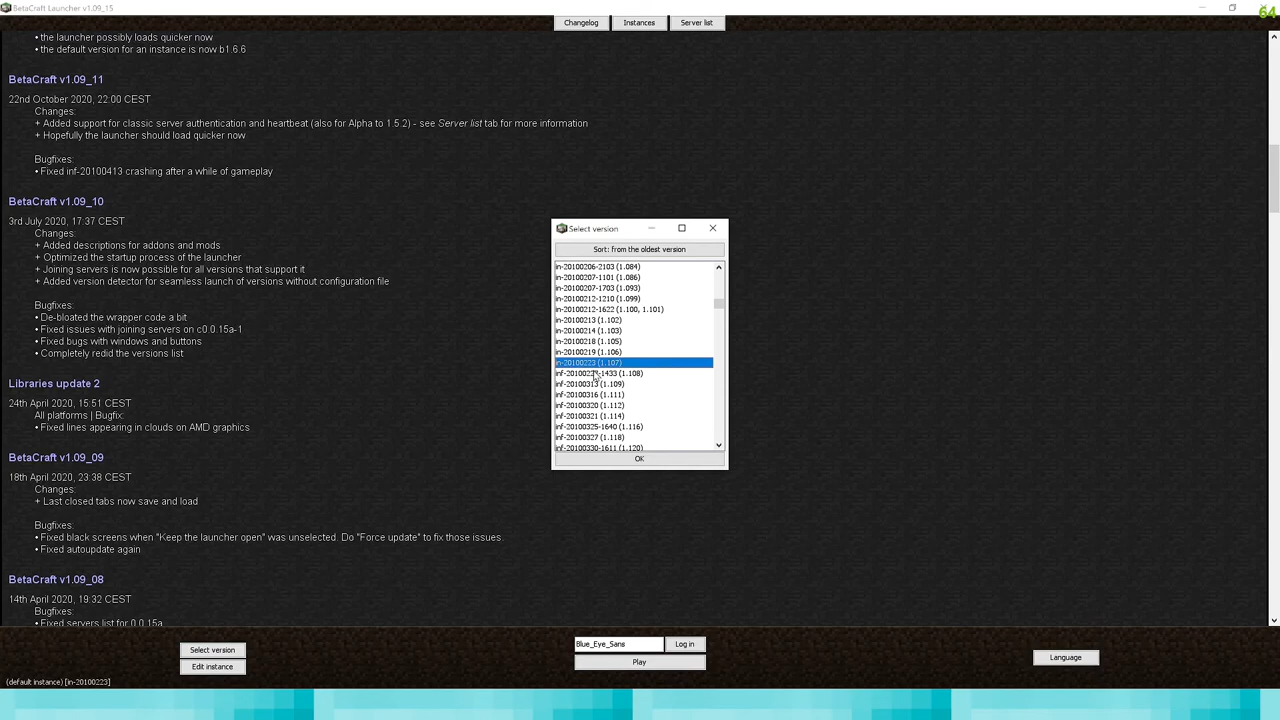 BetaCraft Launcher v1.09_15
64
Changelog
Instances
Server list
• the launcher possibly loads quicker now
• the default version for an instance is now b1.6.6
BetaCraft v1.09_11
22nd October 2020, 22:00 CEST
Changes:
+ Added support for classic server authentication and heartbeat (also for Alpha to 1.5.2) - see Server list tab for more information
+ Hopefully the launcher should load quicker now
Bugfixes:
• Fixed inf-20100413 crashing after a while of gameplay
BetaCraft v1.09_10
3rd July 2020, 17:37 CEST
Changes:
+ Added descriptions for addons and mods
+ Optimized startup process for the launcher
+ Joining servers is now possible for all versions that support it
+ Added version detector for seamless launch of versions without configuration file
Bugfixes:
• De-bloated the wrapper code a bit
• Fixed issues with joining servers on c0.0.15a-1
• Fixed bugs with windows and buttons
• Completely redid the versions list
Libraries update 2
24th April 2020, 15:51 CEST
All platforms | Bugfix:
• Fixed lines appearing in clouds on AMD graphics
BetaCraft v1.09_09
18th April 2020, 23:38 CEST
Changes:
+ Last closed tabs now save and load
Bugfixes:
• Fixed black screens when "Keep the launcher open" was unselected. Do "Force update" to fix those issues.
• Fixed autoupdate again
BetaCraft v1.09_08
14th April 2020, 19:32 CEST
Bugfixes:
• Fixed servers list for 0.0.15a
Select version
Sort: from the oldest version
in-20100206-2103 (1.084)
in-20100207-1101 (1.086)
in-20100207-1703 (1.093)
in-20100212-1210 (1.099)
in-20100212-1622 (1.100, 1.101)
in-20100213 (1.102)
in-20100214 (1.103)
in-20100218 (1.105)
in-20100219 (1.106)
in-20100223 (1.107)
(1.108)
inf-20100313 (1.109)
inf-20100316 (1.111)
inf-20100320 (1.112)
inf-20100321 (1.114)
inf-20100325-1640 (1.116)
inf-20100327 (1.118)
inf-20100330-1611 (1.120)
OK
Select version
Edit instance
Blue_Eye_Sans
Log in
Play
Language
(default instance) [in-20100223]